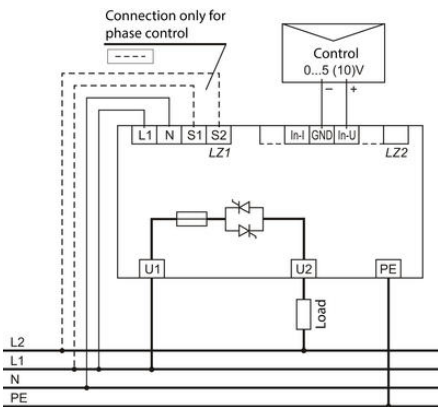 Connection only for
phase control
Control
0...5 (10)V
– +
L1 N S1 S2
In-I GND In-U
LZ1
LZ2
U1
U2
PE
Load
L2
L1
N
PE